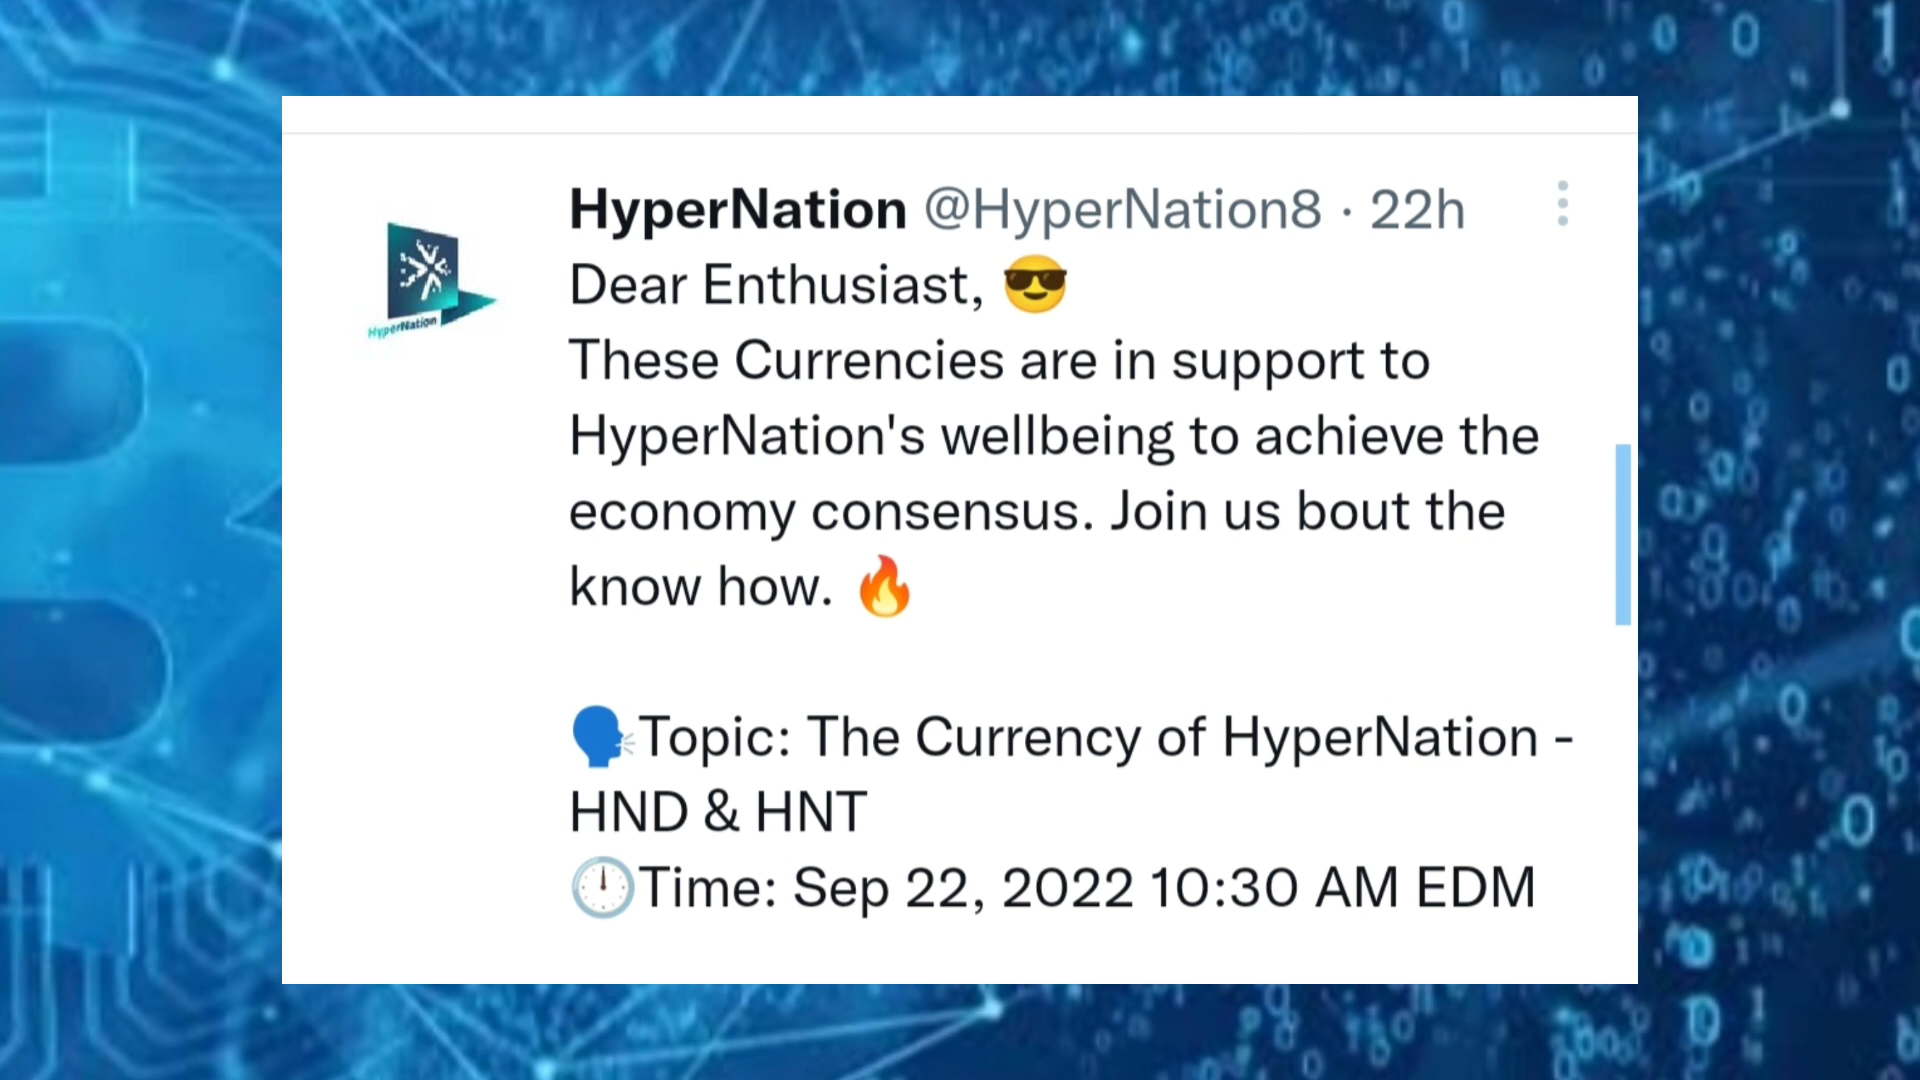 HyperNation @HyperNation8 · 22h
Dear Enthusiast, 😎
These Currencies are in support to
HyperNation's wellbeing to achieve the
economy consensus. Join us bout the
know how. 🔥
🗣Topic: The Currency of HyperNation -
HND & HNT
🕛Time: Sep 22, 2022 10:30 AM EDM
HyperNation